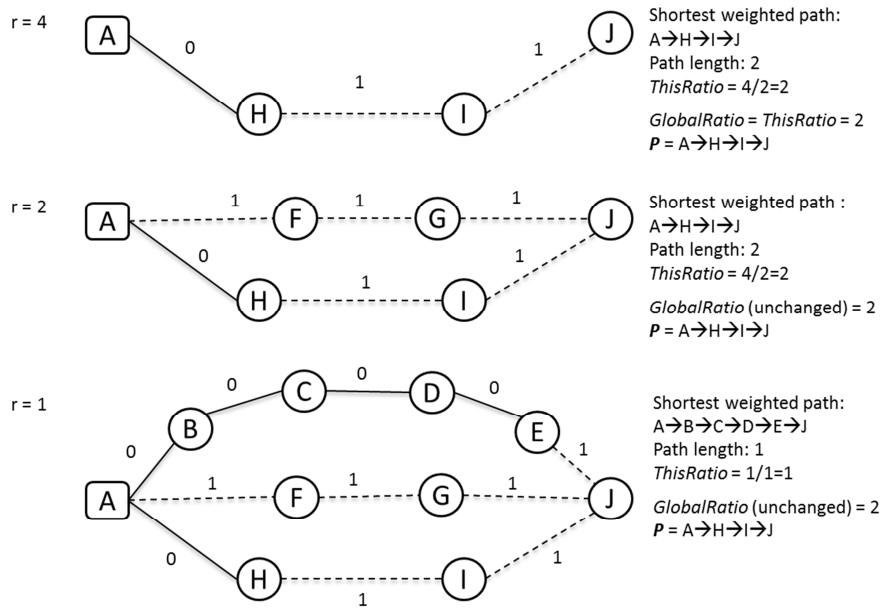 r = 4
A
0
H
1
I
1
J
Shortest weighted path:
A→H→I→J
Path length: 2
ThisRatio = 4/2=2
GlobalRatio = ThisRatio = 2
P = A→H→I→J
r = 2
A
1
F
1
G
1
J
0
H
1
I
1
Shortest weighted path :
A→H→I→J
Path length: 2
ThisRatio = 4/2=2
GlobalRatio (unchanged) = 2
P = A→H→I→J
r = 1
0
B
0
C
0
D
0
E
1
A
1
F
1
G
1
J
0
H
1
I
1
Shortest weighted path:
A→B→C→D→E→J
Path length: 1
ThisRatio = 1/1=1
GlobalRatio (unchanged) = 2
P = A→H→I→J